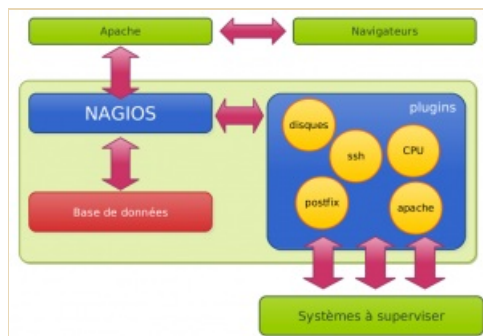 Apache
Navigateurs
NAGIOS
plugins
disques
ssh
CPU
postfix
apache
Base de données
Systèmes à superviser